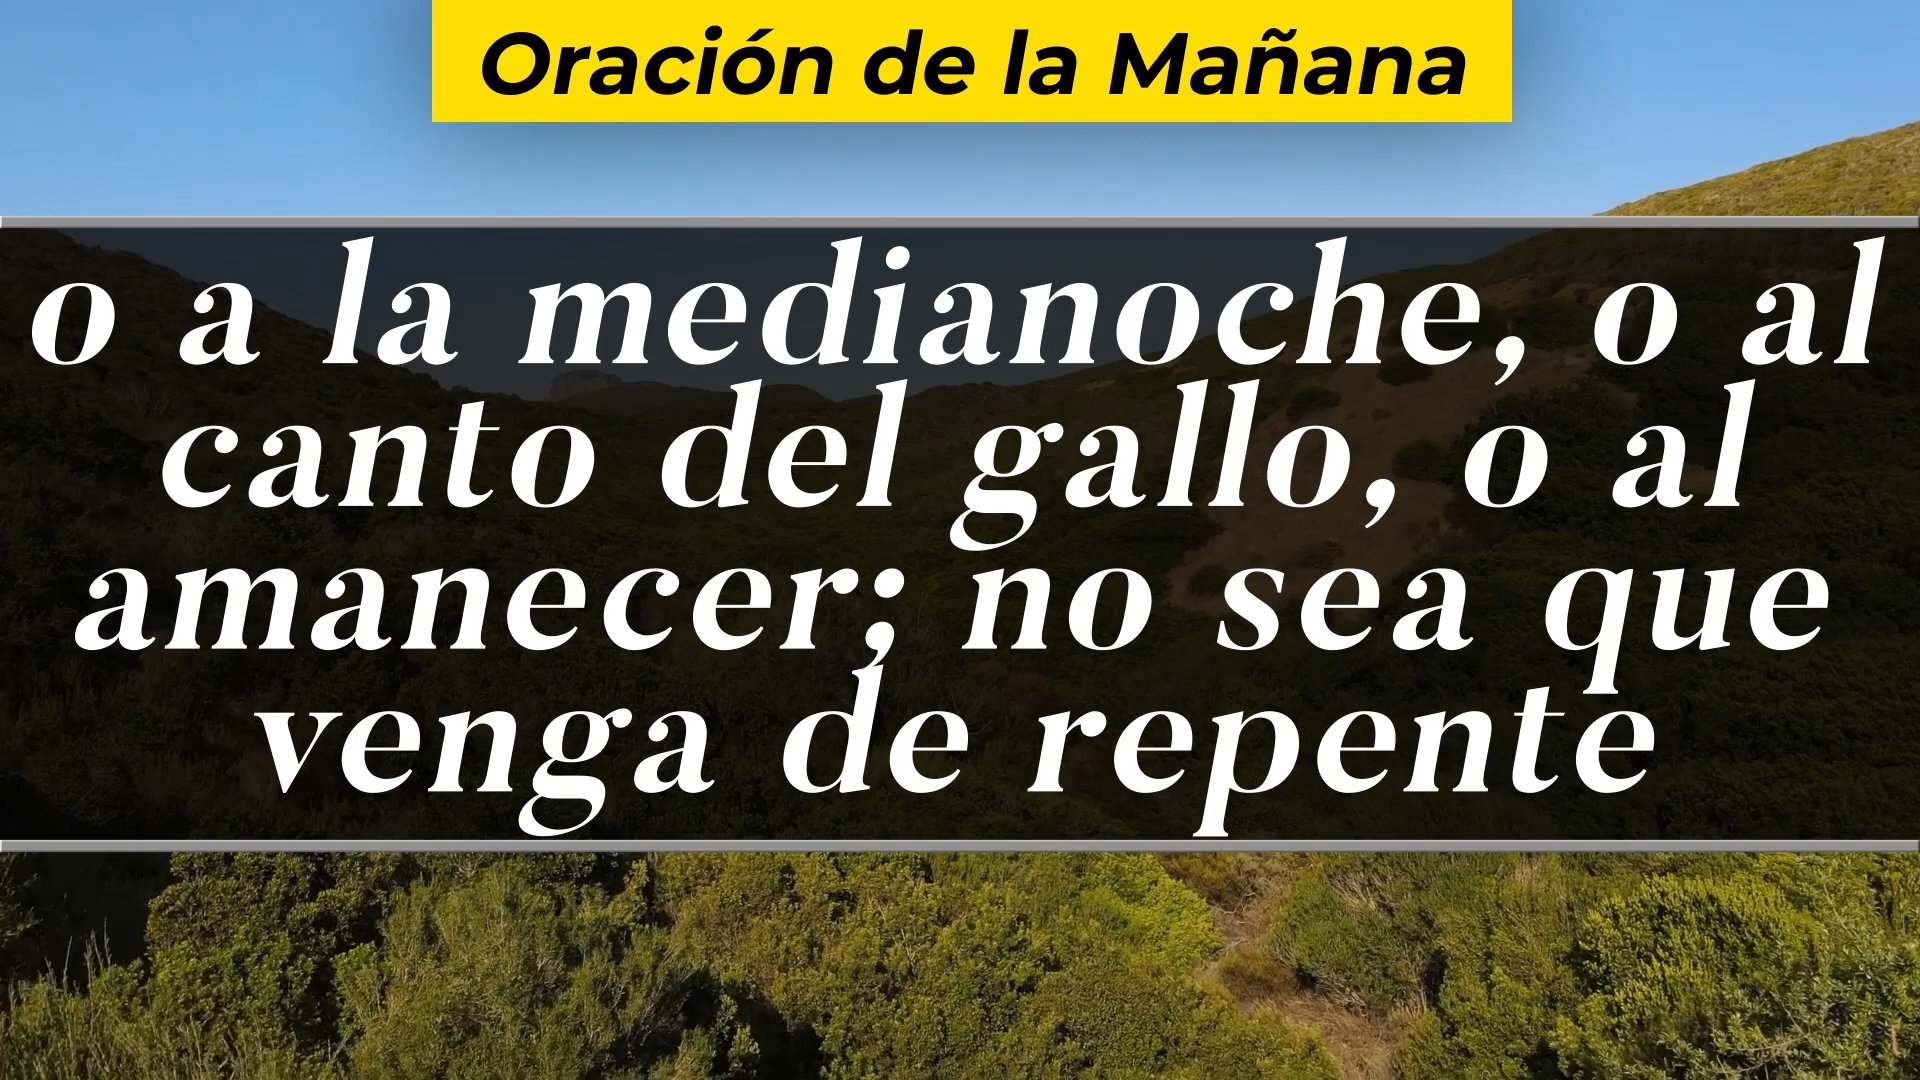 Oración de la Mañana
o a la medianoche, o al
canto del gallo, o al
amanecer; no sea que
venga de repente